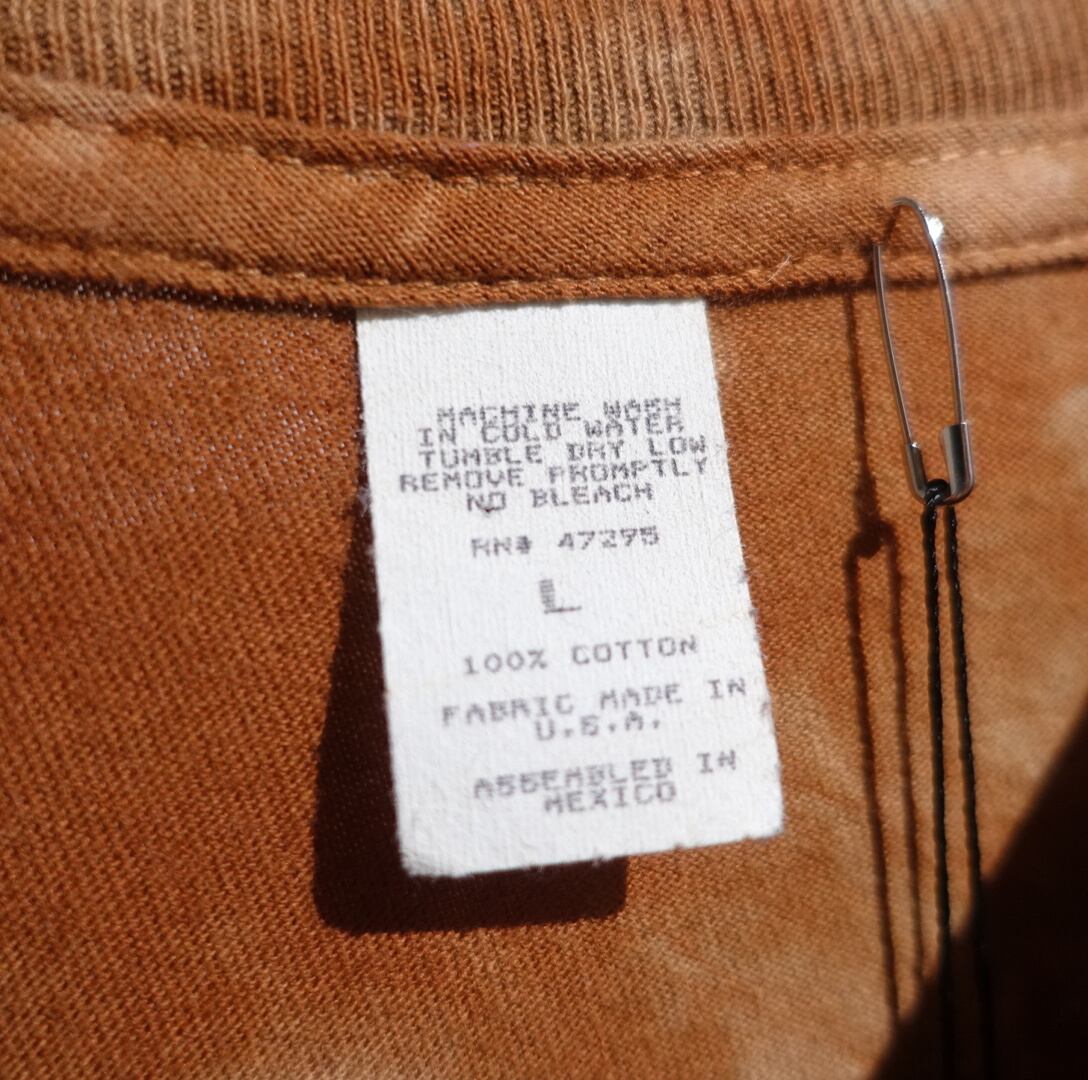 MACHINE WASH
IN COLD WATER
TUMBLE DRY LOW
REMOVE PROMPTLY
NO BLEACH
RN# 47295
L
100% COTTON
FABRIC MADE IN
U.S.A.
ASSEMBLED IN
MEXICO